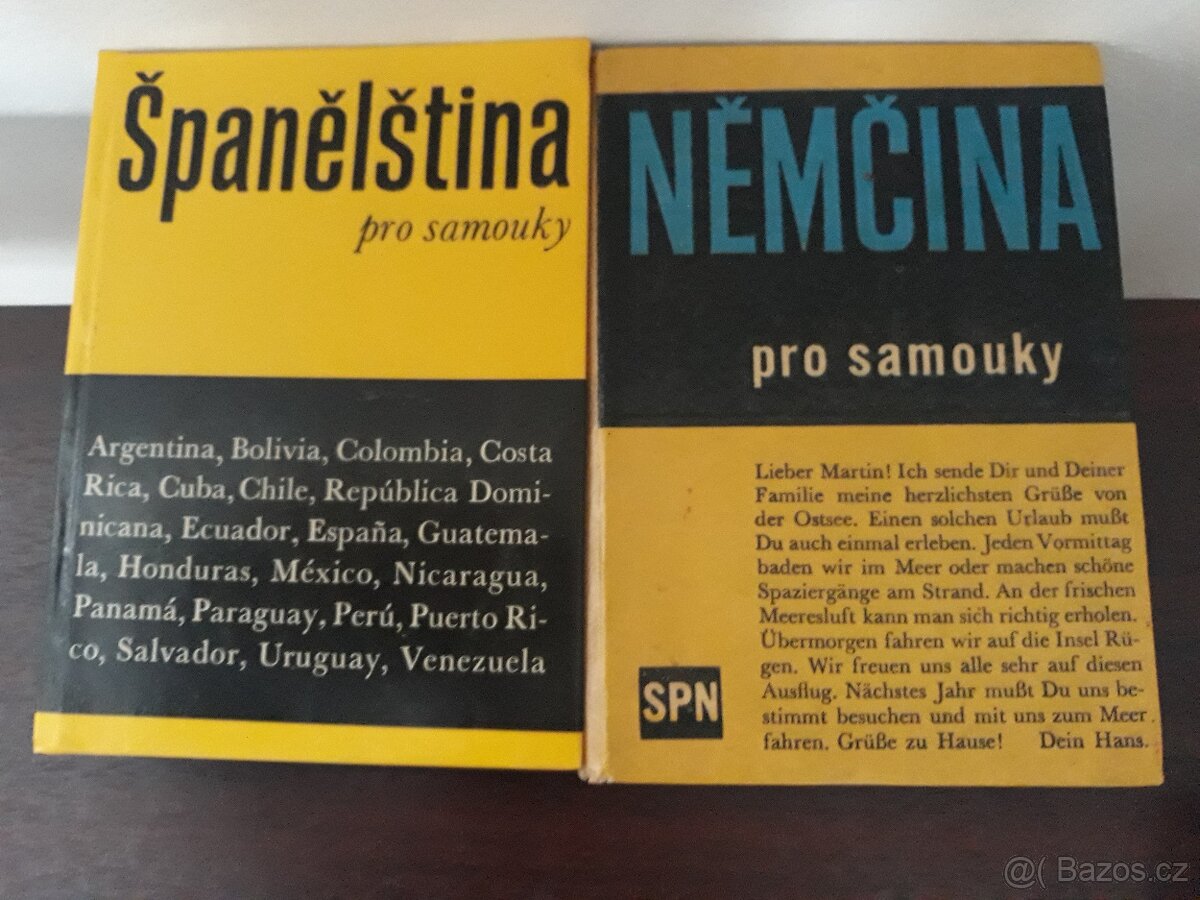 Španělština
pro samouky
Argentina, Bolivia, Colombia, Costa
Rica, Cuba, Chile, República Domi-
nicana, Ecuador, España, Guatema-
la, Honduras, México, Nicaragua,
Panamá, Paraguay, Perú, Puerto Ri-
co, Salvador, Uruguay, Venezuela
NĚMČINA
pro samouky
Lieber Martin! Ich sende Dir und Deiner
Familie meine herzlichsten Grüße von
der Ostsee. Einen solchen Urlaub mußt
Du auch einmal erleben. Jeden Vormittag
baden wir im Meer oder machen schöne
Spaziergänge am Strand. An der frischen
Meeresluft kann man sich richtig erholen.
Übermorgen fahren wir auf die Insel Rü-
gen. Wir freuen uns alle sehr auf diesen
Ausflug. Nächstes Jahr mußt Du uns be-
stimmt besuchen und mit uns zum Meer
fahren. Grüße zu Hause! Dein Hans.
SPN
@( Bazos.cz